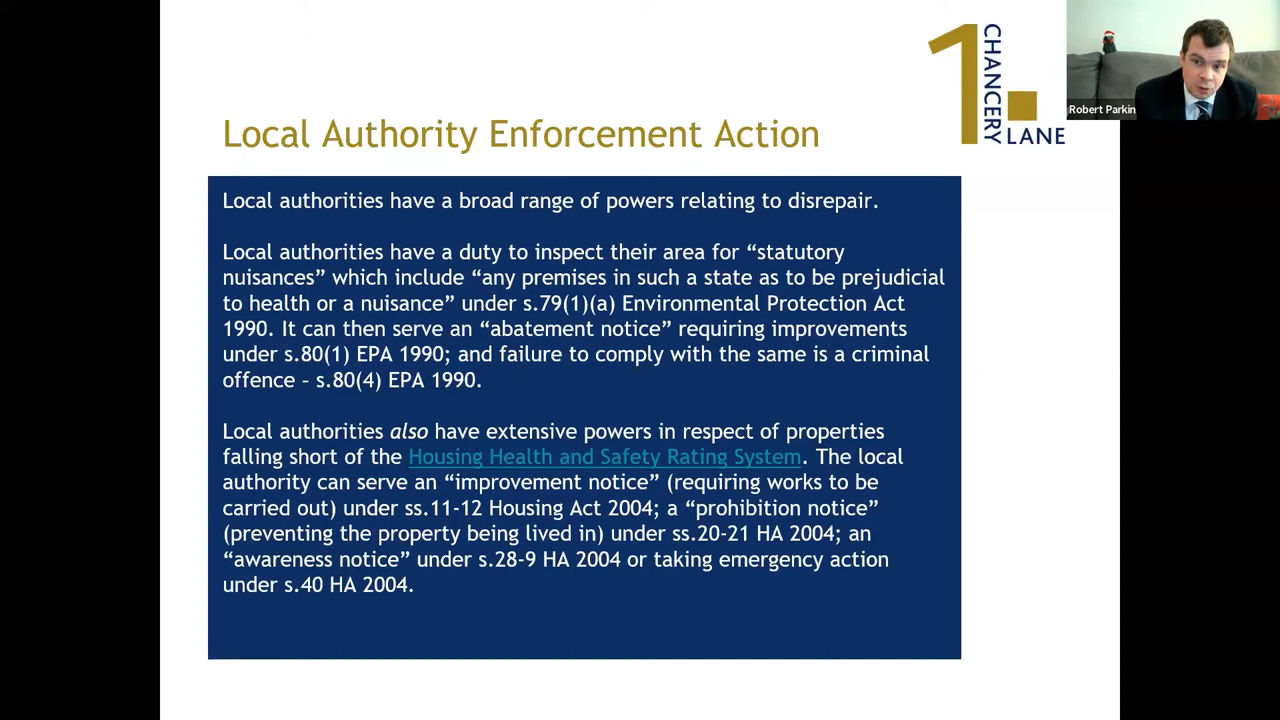 1 CHANCERY LANE
Robert Parkin
Local Authority Enforcement Action
Local authorities have a broad range of powers relating to disrepair.
Local authorities have a duty to inspect their area for “statutory
nuisances” which include “any premises in such a state as to be prejudicial
to health or a nuisance” under s.79(1)(a) Environmental Protection Act
1990. It can then serve an “abatement notice” requiring improvements
under s.80(1) EPA 1990; and failure to comply with the same is a criminal
offence – s.80(4) EPA 1990.
Local authorities also have extensive powers in respect of properties
falling short of the Housing Health and Safety Rating System. The local
authority can serve an “improvement notice” (requiring works to be
carried out) under ss.11-12 Housing Act 2004; a “prohibition notice”
(preventing the property being lived in) under ss.20-21 HA 2004; an
“awareness notice” under s.28-9 HA 2004 or taking emergency action
under s.40 HA 2004.